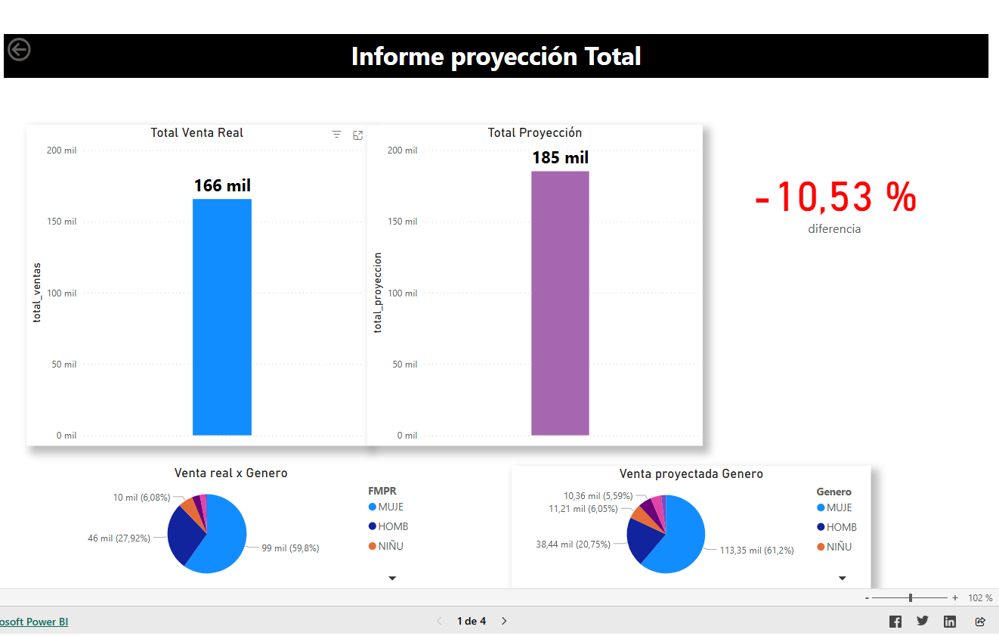 Informe proyección Total
Total Venta Real
200 mil
166 mil
150 mil
100 mil
50 mil
0 mil
total_ventas
Total Proyección
200 mil
185 mil
150 mil
100 mil
50 mil
0 mil
total_proyeccion
-10,53 %
diferencia
Venta real x Genero
10 mil (6,08%)
46 mil (27,92%)
99 mil (59,8%)
FMPR
MUJE
HOMB
NIÑU
Venta proyectada Genero
10,36 mil (5,59%)
11,21 mil (6,05%)
38,44 mil (20,75%)
113,35 mil (61,2%)
Genero
MUJE
HOMB
NIÑU
- + 102 %
osoft Power BI
1 de 4